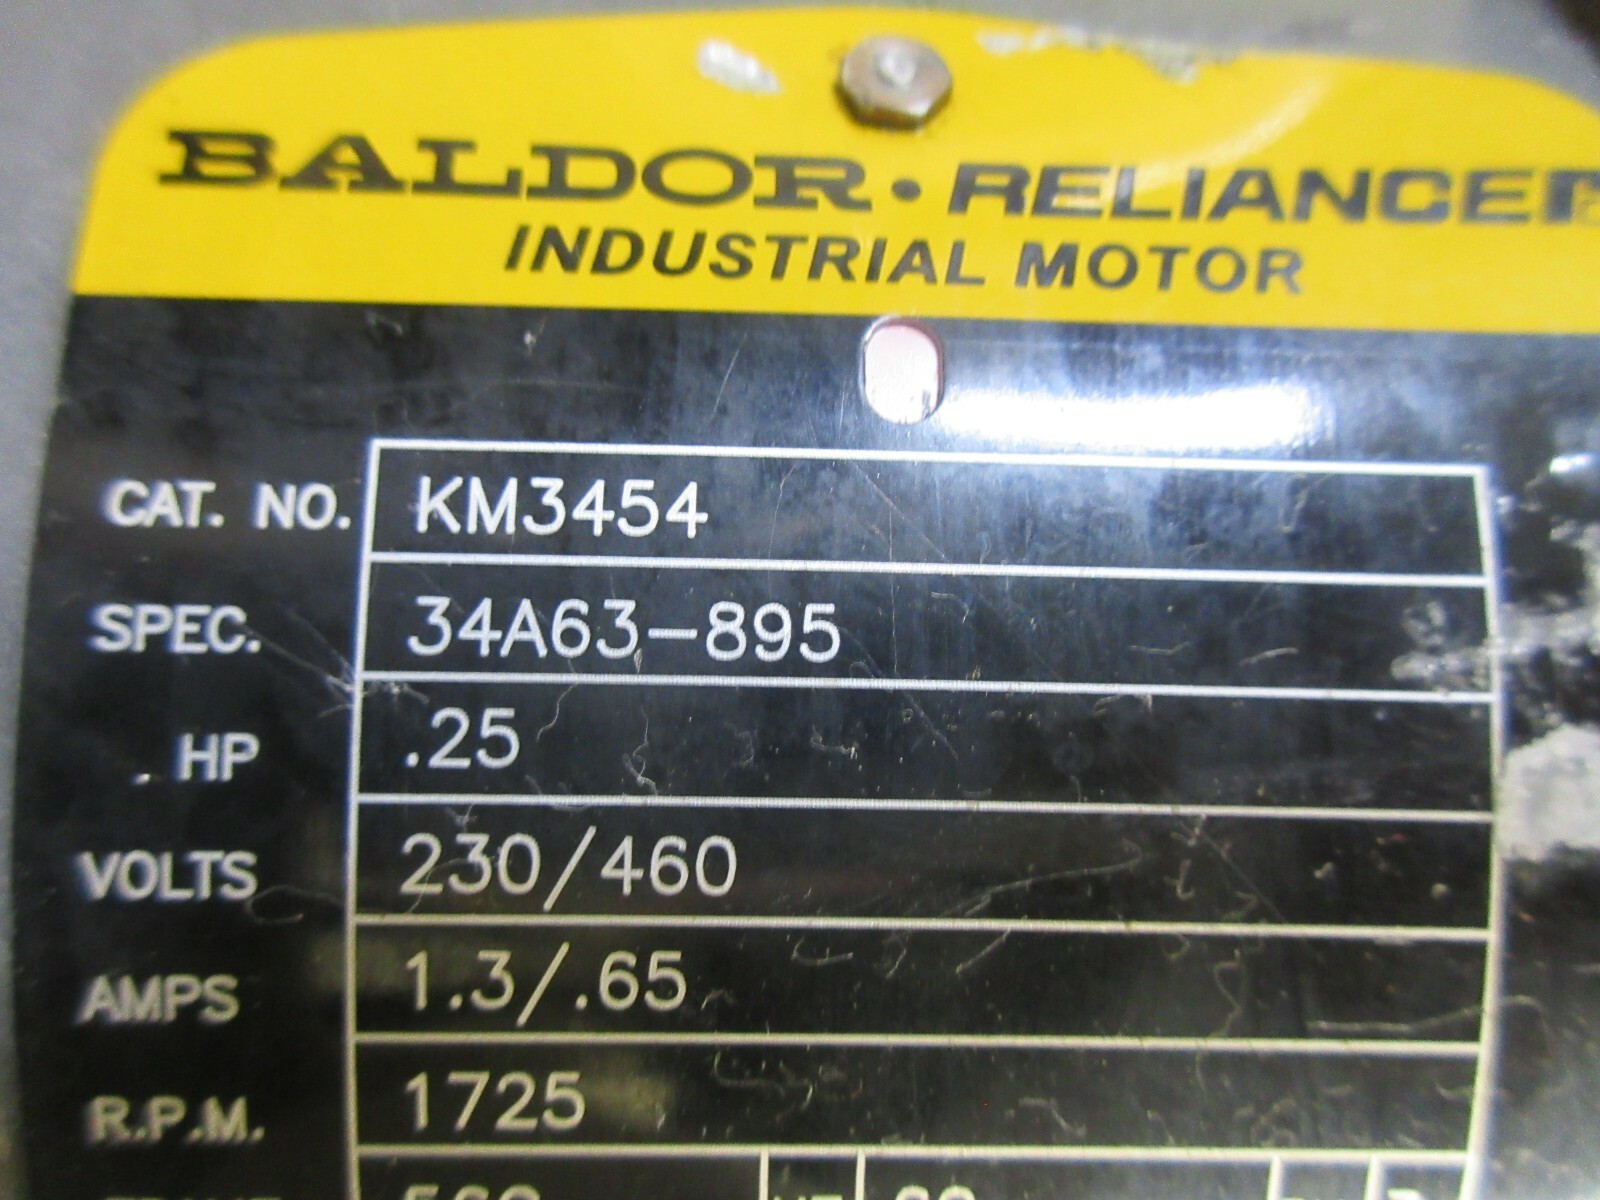 BALDOR • RELIANCE
INDUSTRIAL MOTOR
CAT. NO. KM3454
SPEC. 34A63-895
HP .25
VOLTS 230/460
AMPS 1.3/.65
R.P.M. 1725